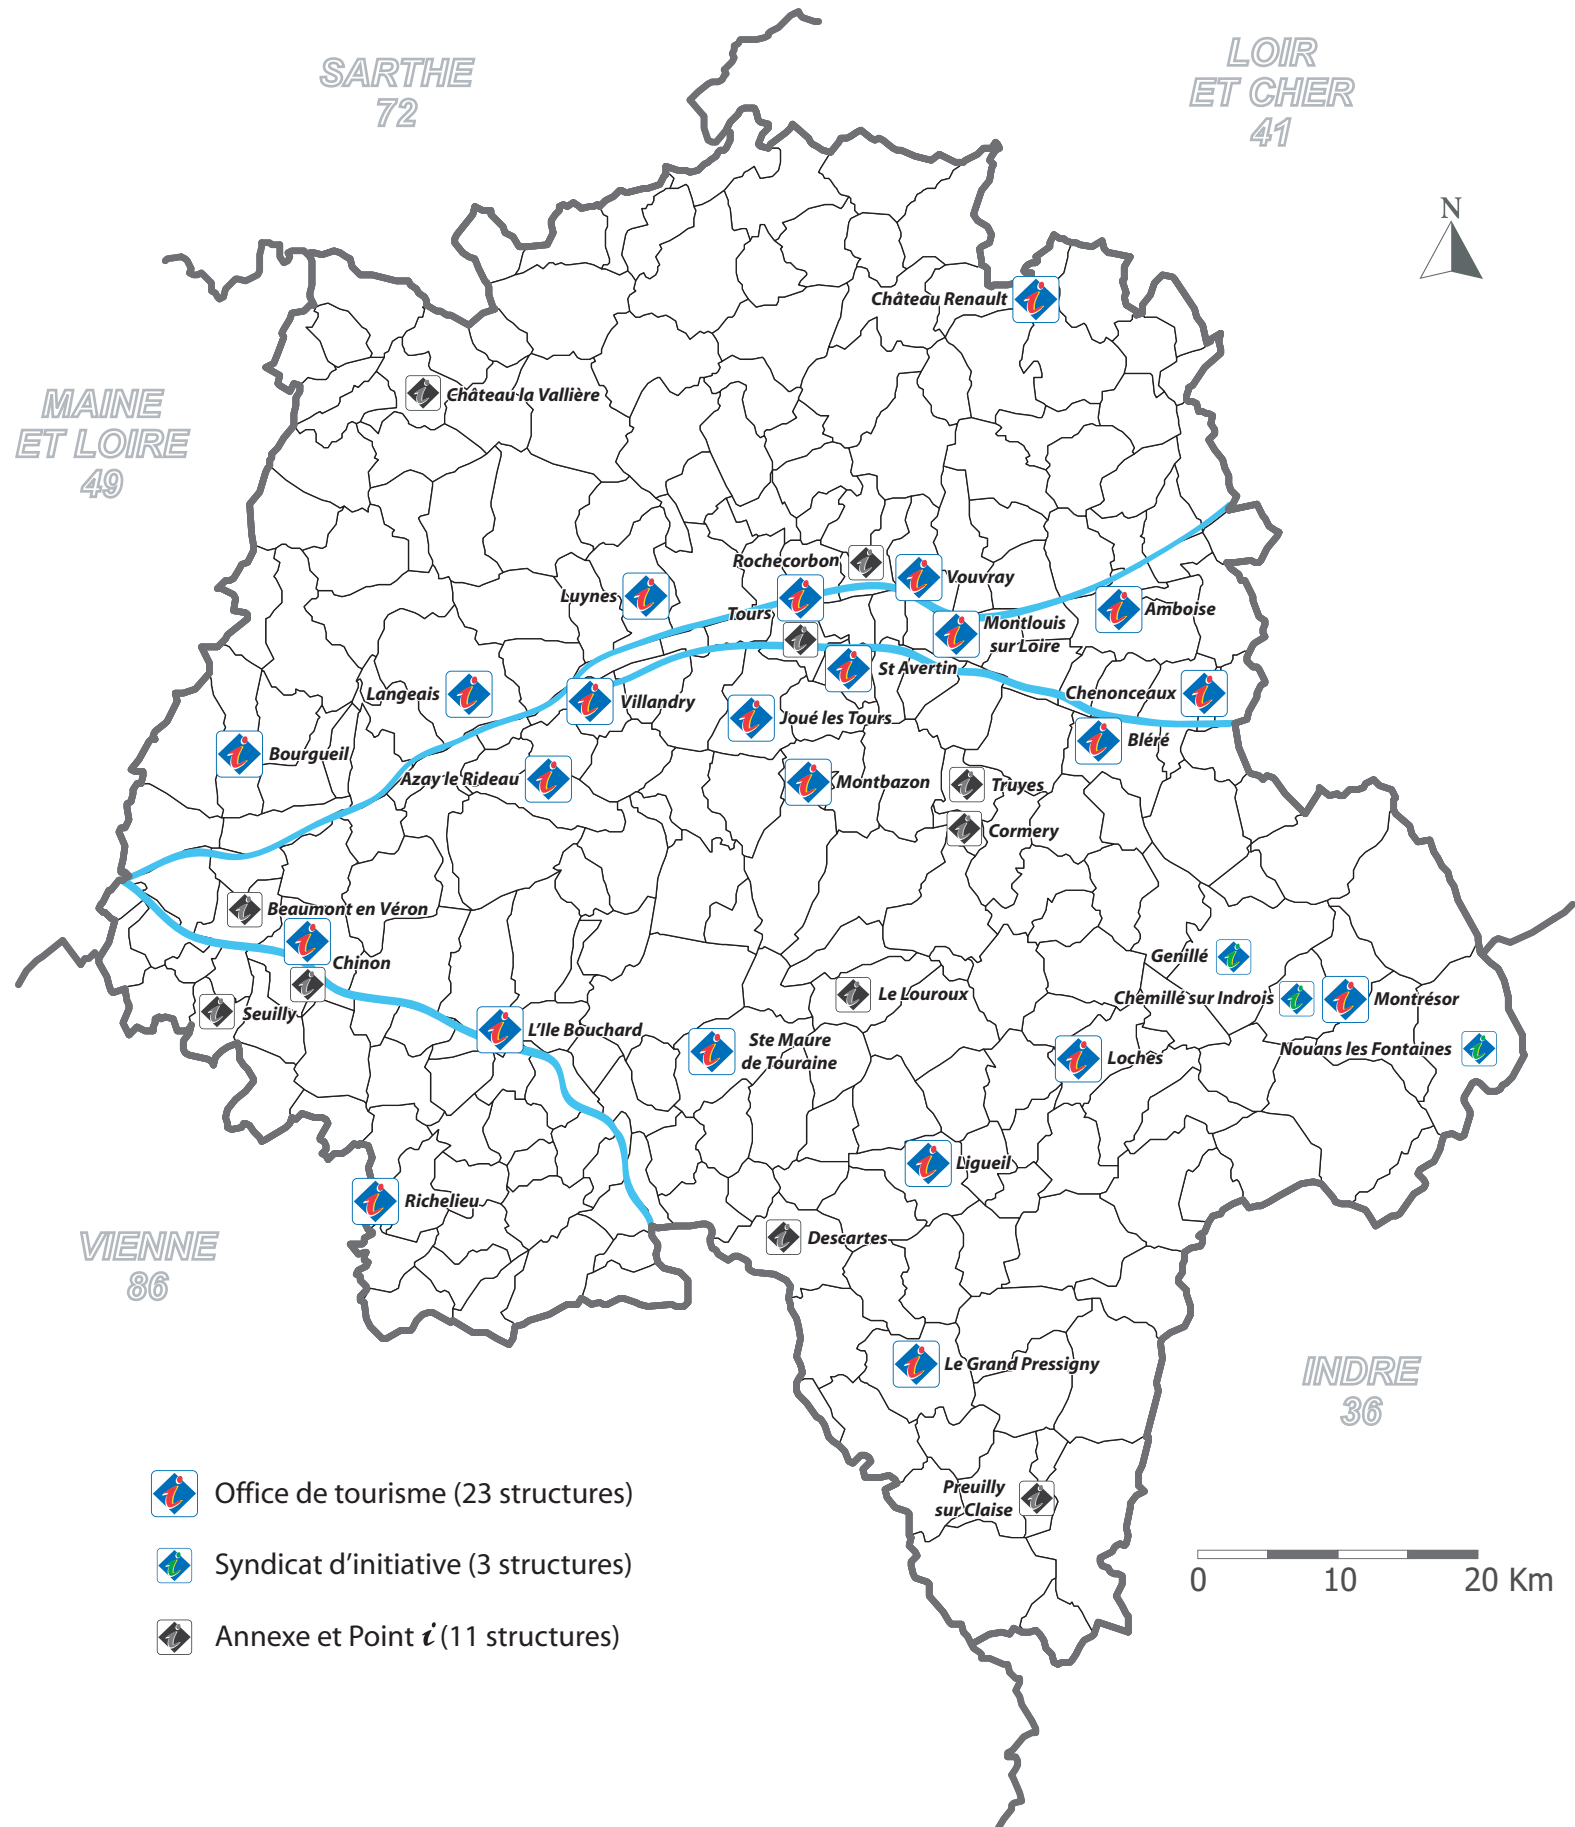 SARTHE
72
LOIR
ET CHER
41
N
Château Renault
MAINE
ET LOIRE
49
Château la Vallière
Rochecorbon
Vouvray
Luynes
Tours
Amboise
Montlouis
sur Loire
St Avertin
Langeais
Villandry
Chenonceaux
Joué les Tours
Bourgueil
Bléré
Azay le Rideau
Montbazon
Truyes
Cormery
Beaumont en Véron
Chinon
Genillé
Le Louroux
Chemillé sur Indrois
Montrésor
Seuilly
L'Ile Bouchard
Ste Maure
de Touraine
Loches
Nouans les Fontaines
Ligueil
Richelieu
VIENNE
86
Descartes
Le Grand Pressigny
INDRE
36
Preuilly
sur Claise
Office de tourisme (23 structures)
Syndicat d'initiative (3 structures)
Annexe et Point i (11 structures)
0 10 20 Km